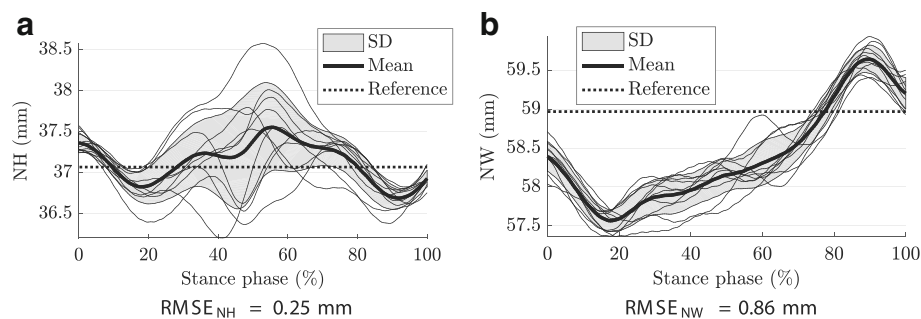 a
38.5
38
37.5
37
36.5
NH (mm)
SD
Mean
Reference
0 20 40 60 80 100
Stance phase (%)
RMSE_NH = 0.25 mm
b
59.5
59
58.5
58
57.5
NW (mm)
SD
Mean
Reference
0 20 40 60 80 100
Stance phase (%)
RMSE_NW = 0.86 mm